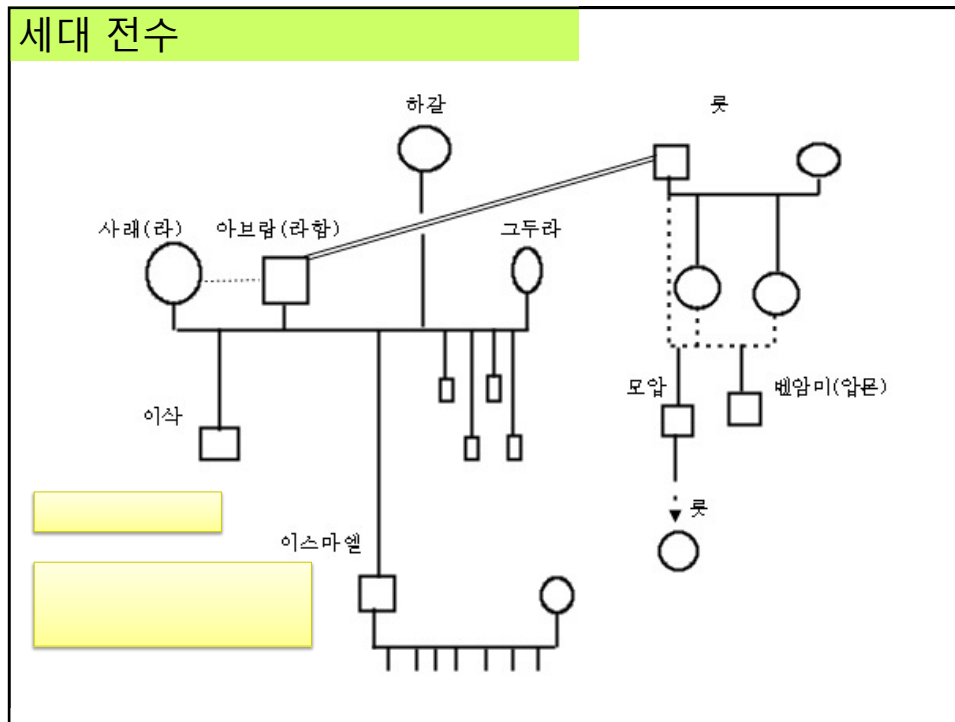 세대 전수
하갈
롯
사래(라)
아브람(라함)
그두라
이삭
모압
벤암미(암몬)
이스마엘
룻